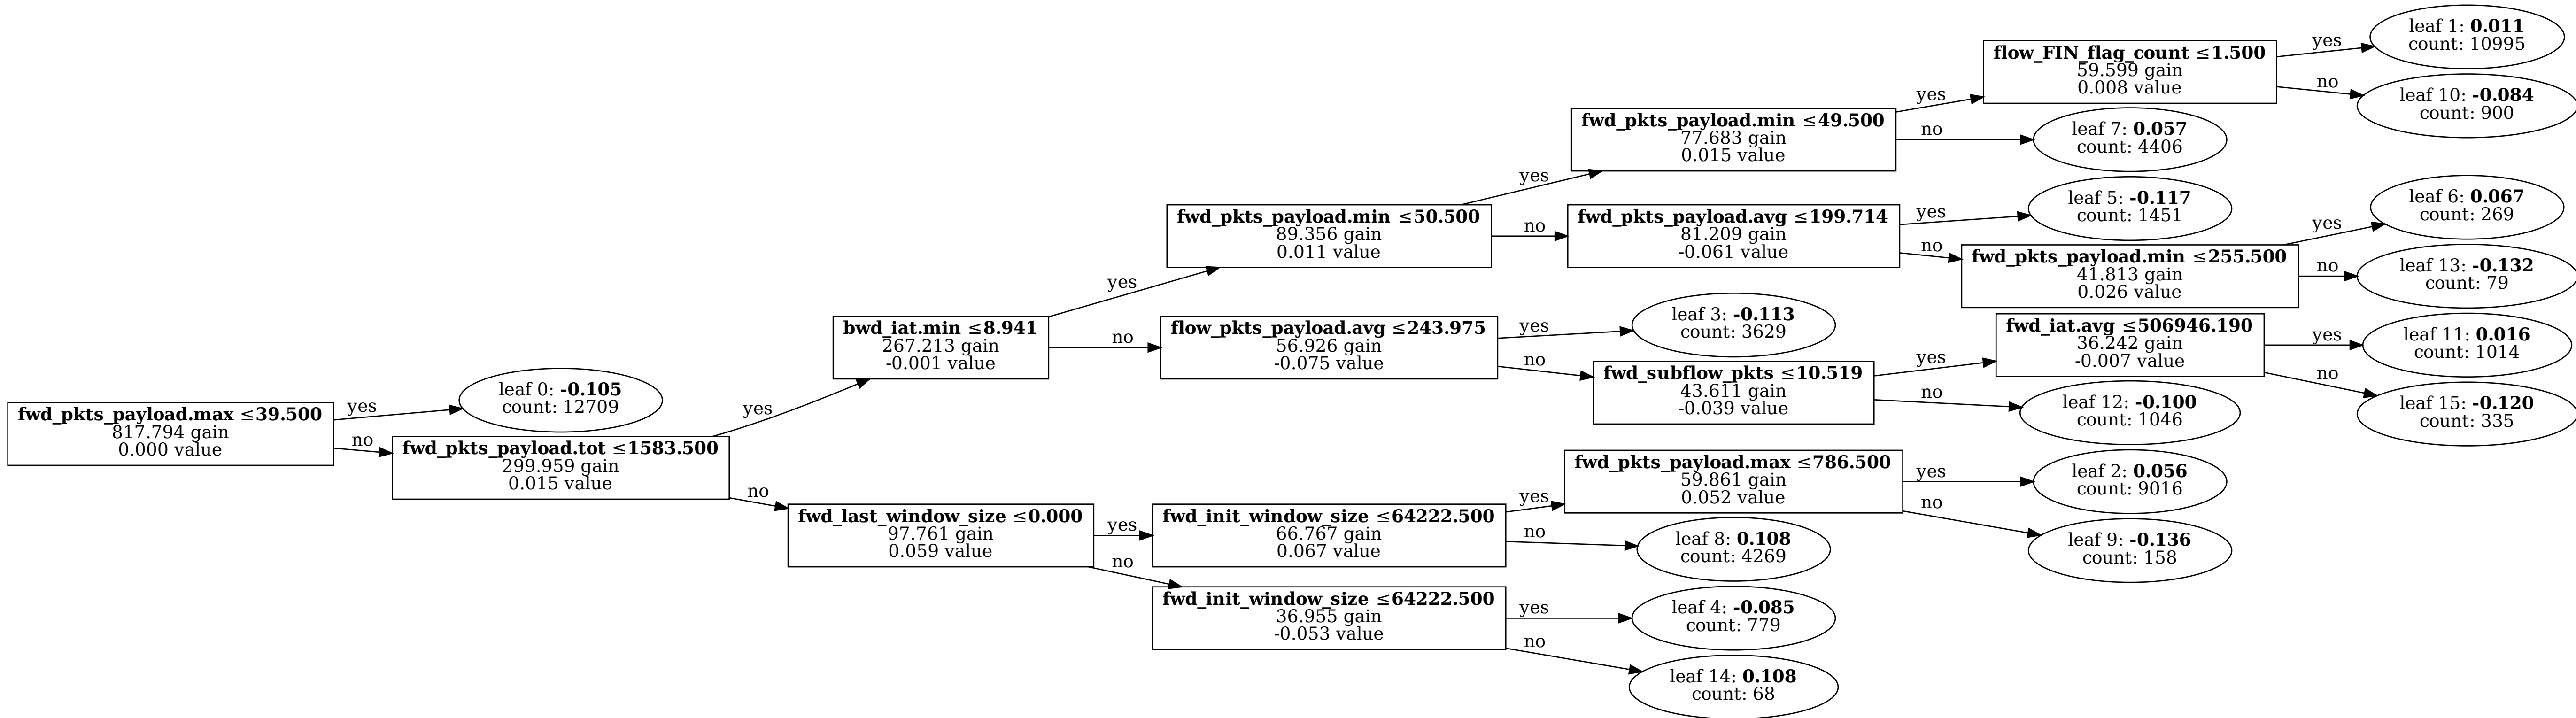 fwd_pkts_payload.max ≤39.500
817.794 gain
0.000 value
yes
no
leaf 0: -0.105
count: 12709
fwd_pkts_payload.tot ≤1583.500
299.959 gain
0.015 value
yes
no
bwd_iat.min ≤8.941
267.213 gain
-0.001 value
yes
no
fwd_last_window_size ≤0.000
97.761 gain
0.059 value
yes
no
fwd_pkts_payload.min ≤50.500
89.356 gain
0.011 value
yes
no
flow_pkts_payload.avg ≤243.975
56.926 gain
-0.075 value
yes
no
fwd_init_window_size ≤64222.500
66.767 gain
0.067 value
yes
no
fwd_init_window_size ≤64222.500
36.955 gain
-0.053 value
yes
no
fwd_pkts_payload.min ≤49.500
77.683 gain
0.015 value
yes
no
fwd_pkts_payload.avg ≤199.714
81.209 gain
-0.061 value
yes
no
leaf 3: -0.113
count: 3629
fwd_subflow_pkts ≤10.519
43.611 gain
-0.039 value
yes
no
fwd_pkts_payload.max ≤786.500
59.861 gain
0.052 value
yes
no
leaf 8: 0.108
count: 4269
leaf 4: -0.085
count: 779
leaf 14: 0.108
count: 68
flow_FIN_flag_count ≤1.500
59.599 gain
0.008 value
yes
no
leaf 7: 0.057
count: 4406
leaf 5: -0.117
count: 1451
fwd_pkts_payload.min ≤255.500
41.813 gain
0.026 value
yes
no
fwd_iat.avg ≤506946.190
36.242 gain
-0.007 value
yes
no
leaf 12: -0.100
count: 1046
leaf 2: 0.056
count: 9016
leaf 9: -0.136
count: 158
leaf 1: 0.011
count: 10995
leaf 10: -0.084
count: 900
leaf 6: 0.067
count: 269
leaf 13: -0.132
count: 79
leaf 11: 0.016
count: 1014
leaf 15: -0.120
count: 335